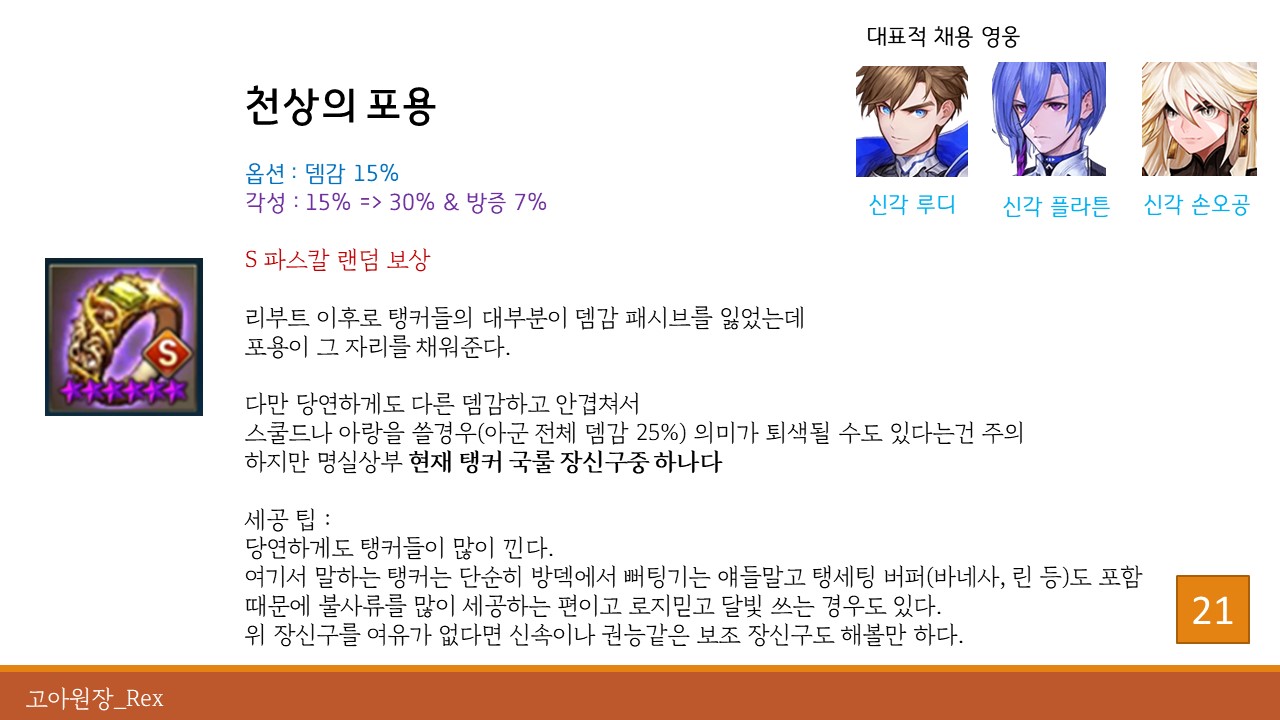 대표적 채용 영웅
천상의 포용
신각 루디
신각 플라튼
신각 손오공
옵션 : 뎀감 15%
각성 : 15% => 30% & 방증 7%
S 파스칼 랜덤 보상
S
리부트 이후로 탱커들의 대부분이 뎀감 패시브를 잃었는데
포용이 그 자리를 채워준다.
다만 당연하게도 다른 뎀감하고 안겹쳐서
스쿨드나 아랑을 쓸경우(아군 전체 뎀감 25%) 의미가 퇴색될 수도 있다는건 주의
하지만 명실상부 현재 탱커 국룰 장신구중 하나다
세공 팁 :
당연하게도 탱커들이 많이 낀다.
여기서 말하는 탱커는 단순히 방덱에서 뻐팅기는 얘들말고 탱세팅 버퍼(바네사, 린 등)도 포함
때문에 불사류를 많이 세공하는 편이고 로지믿고 달빛 쓰는 경우도 있다.
위 장신구를 여유가 없다면 신속이나 권능같은 보조 장신구도 해볼만 하다.
21
고아원장_Rex